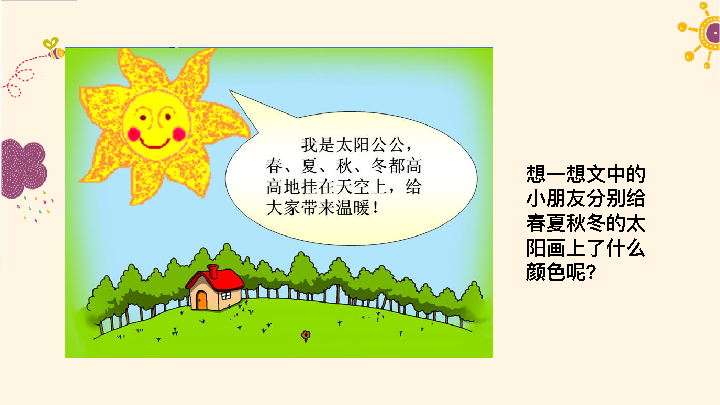 我是太阳公公，
春、夏、秋、冬都高
高地挂在天空上，给
大家带来温暖！
想一想文中的
小朋友分别给
春夏秋冬的太
阳画上了什么
颜色呢?